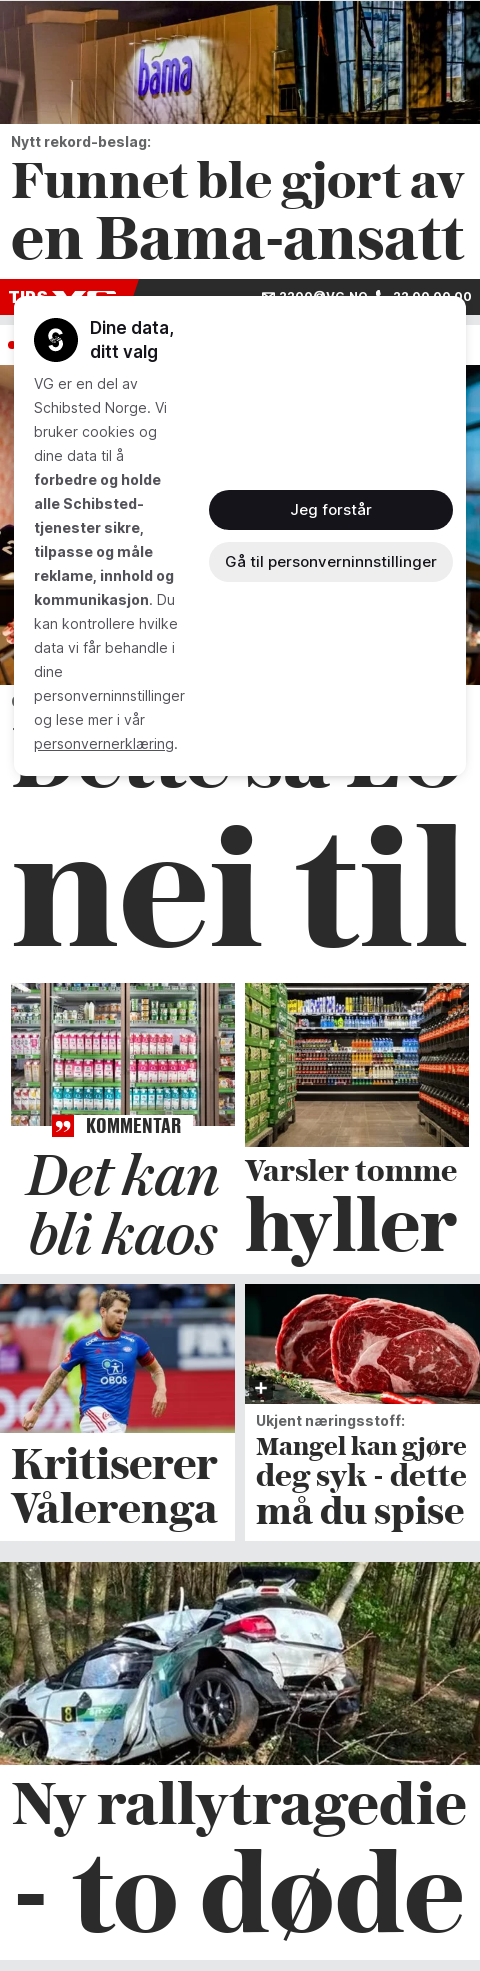 bama
Nytt rekord-beslag:
Funnet ble gjort av
en Bama-ansatt
TIPS VG
2200@VG.NO 22 00 00 00
Dine data,
ditt valg
VG er en del av
Schibsted Norge. Vi
bruker cookies og
dine data til å
forbedre og holde
alle Schibsted-
tjenester sikre,
tilpasse og måle
reklame, innhold og
kommunikasjon. Du
kan kontrollere hvilke
data vi får behandle i
dine
personverninnstillinger
og lese mer i vår
personvernerklæring.
Jeg forstår
Gå til personverninnstillinger
Dette sa LO
nei til
KOMMENTAR
Det kan
bli kaos
Varsler tomme
hyller
OBOS
Kritiserer
Vålerenga
Ukjent næringsstoff:
Mangel kan gjøre
deg syk - dette
må du spise
8
Ny rallytragedie
- to døde